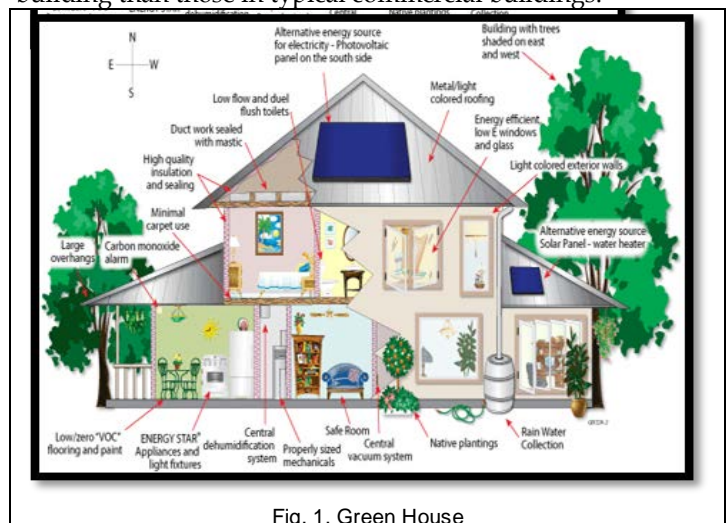 building than those in typical commercial buildings.
N
E W
S
Alternative energy source
for electricity - Photovoltaic
panel on the south side
Building with trees
shaded on east
and west
Low flow and duel
flush toilets
Metal/light
colored roofing
Duct work sealed
with mastic
Energy efficient
low E windows
and glass
High quality
insulation
and sealing
Light colored exterior walls
Minimal
carpet use
Large
overhangs
Carbon monoxide
alarm
Alternative energy source
Solar Panel - water heater
Low/zero "VOC"
flooring and paint
ENERGY STAR®
Appliances and
light fixtures
Central
dehumidification
system
Properly sized
mechanicals
Safe Room
Central
vacuum system
Native plantings
Rain Water
Collection
Fig. 1. Green House